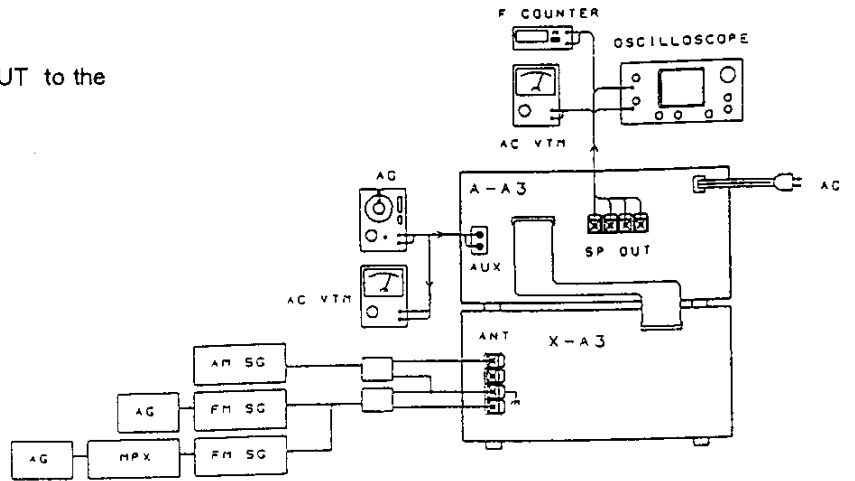 F COUNTER
OSCILLOSCOPE
UT to the
AC VTM
AG
A-A3
AC
SP OUT
AUX
AC VTM
ANT
X-A3
AM SG
AG
FM SG
AG
MPX
FM SG